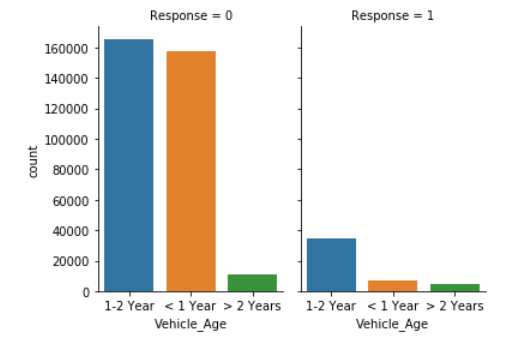 Response = 0
Response = 1
160000
140000
120000
100000
80000
60000
40000
20000
0
count
1-2 Year < 1 Year > 2 Years
1-2 Year < 1 Year > 2 Years
Vehicle_Age
Vehicle_Age